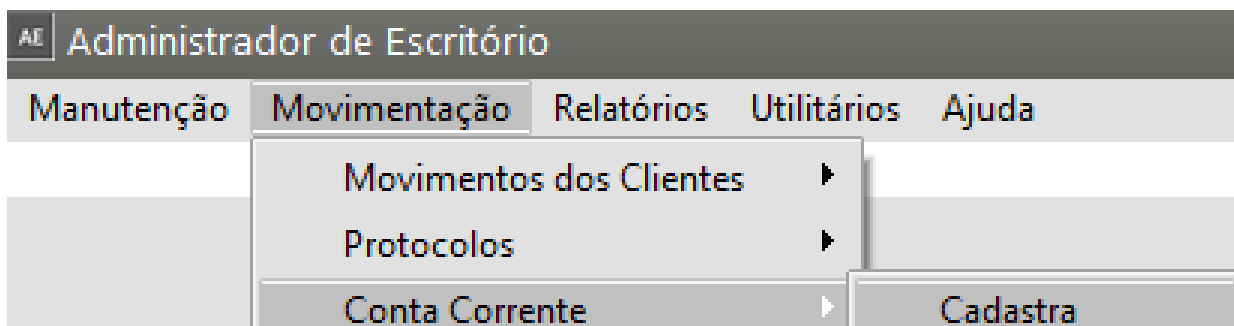 AE Administrador de Escritório
Manutenção Movimentação Relatórios Utilitários Ajuda
Movimentos dos Clientes
Protocolos
Conta Corrente Cadastra